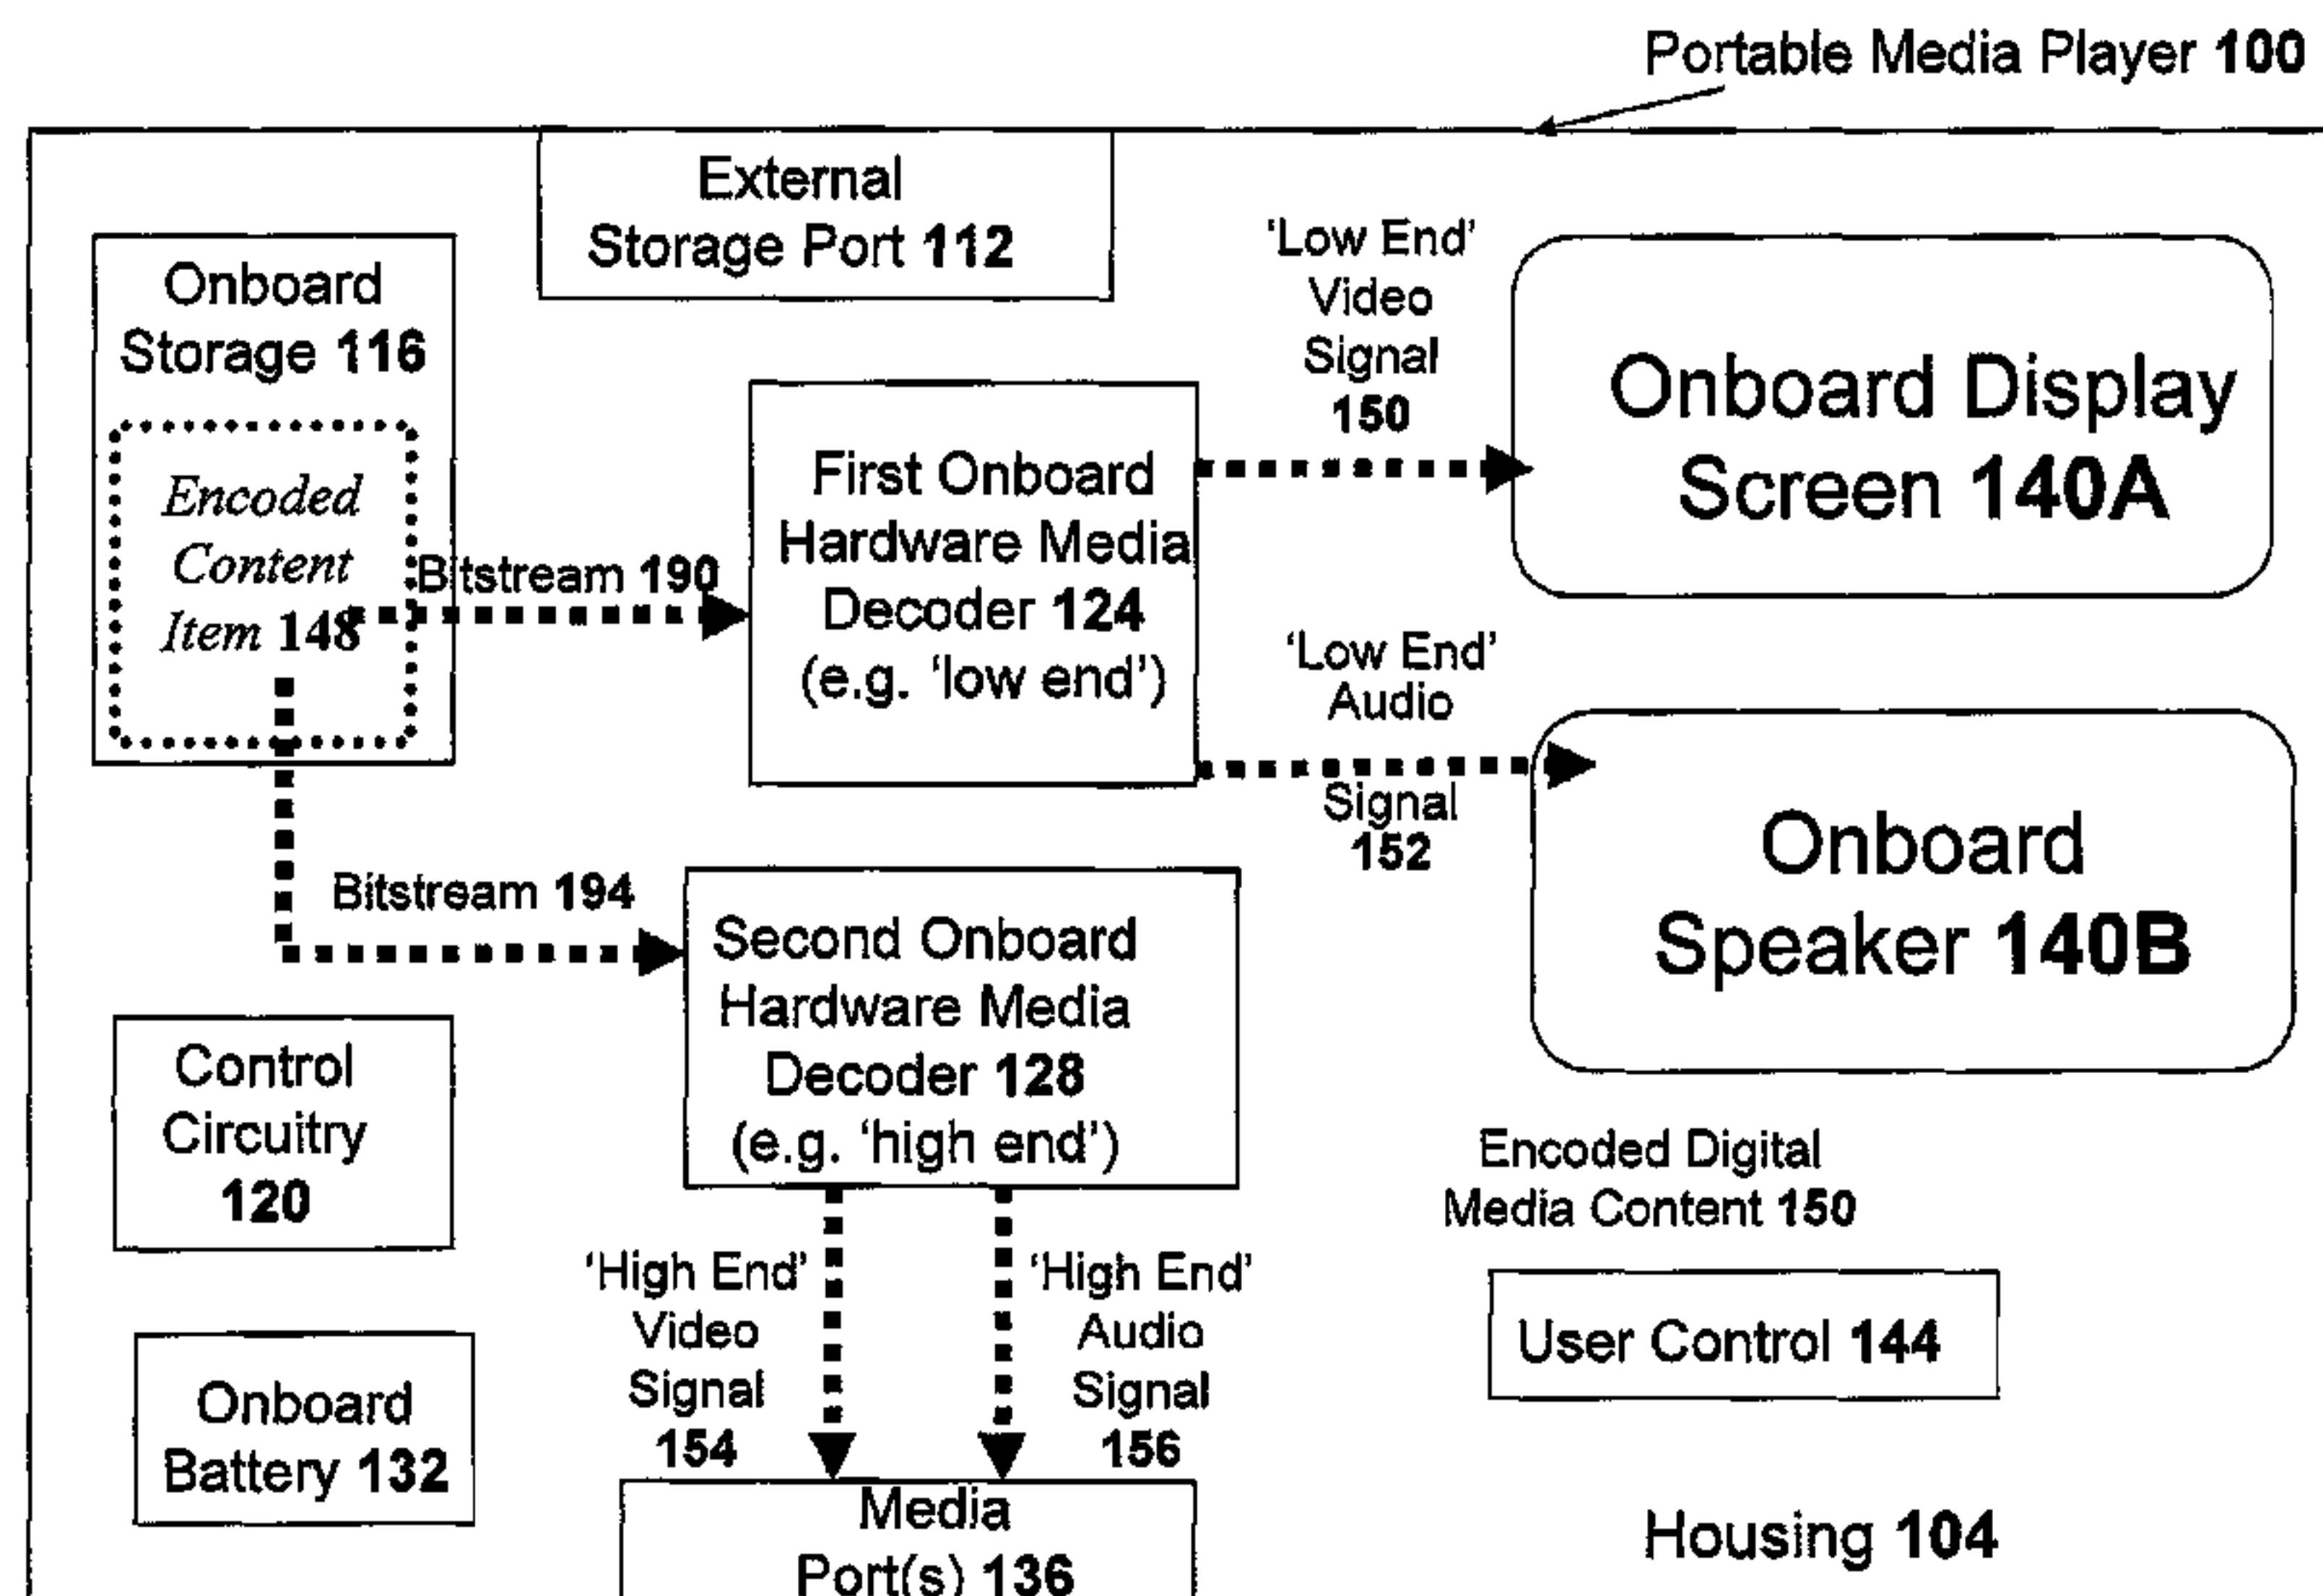 Portable Media Player 100
External
Storage Port 112
Onboard
Storage 116
Encoded
Content
Item 148
Bitstream 190
First Onboard
Hardware Media
Decoder 124
(e.g. 'low end')
'Low End'
Video
Signal
150
Onboard Display
Screen 140A
'Low End'
Audio
Signal
152
Onboard
Speaker 140B
Bitstream 194
Second Onboard
Hardware Media
Decoder 128
(e.g. 'high end')
Control
Circuitry
120
Encoded Digital
Media Content 150
'High End'
Video
Signal
154
'High End'
Audio
Signal
156
User Control 144
Onboard
Battery 132
Media
Port(s) 136
Housing 104